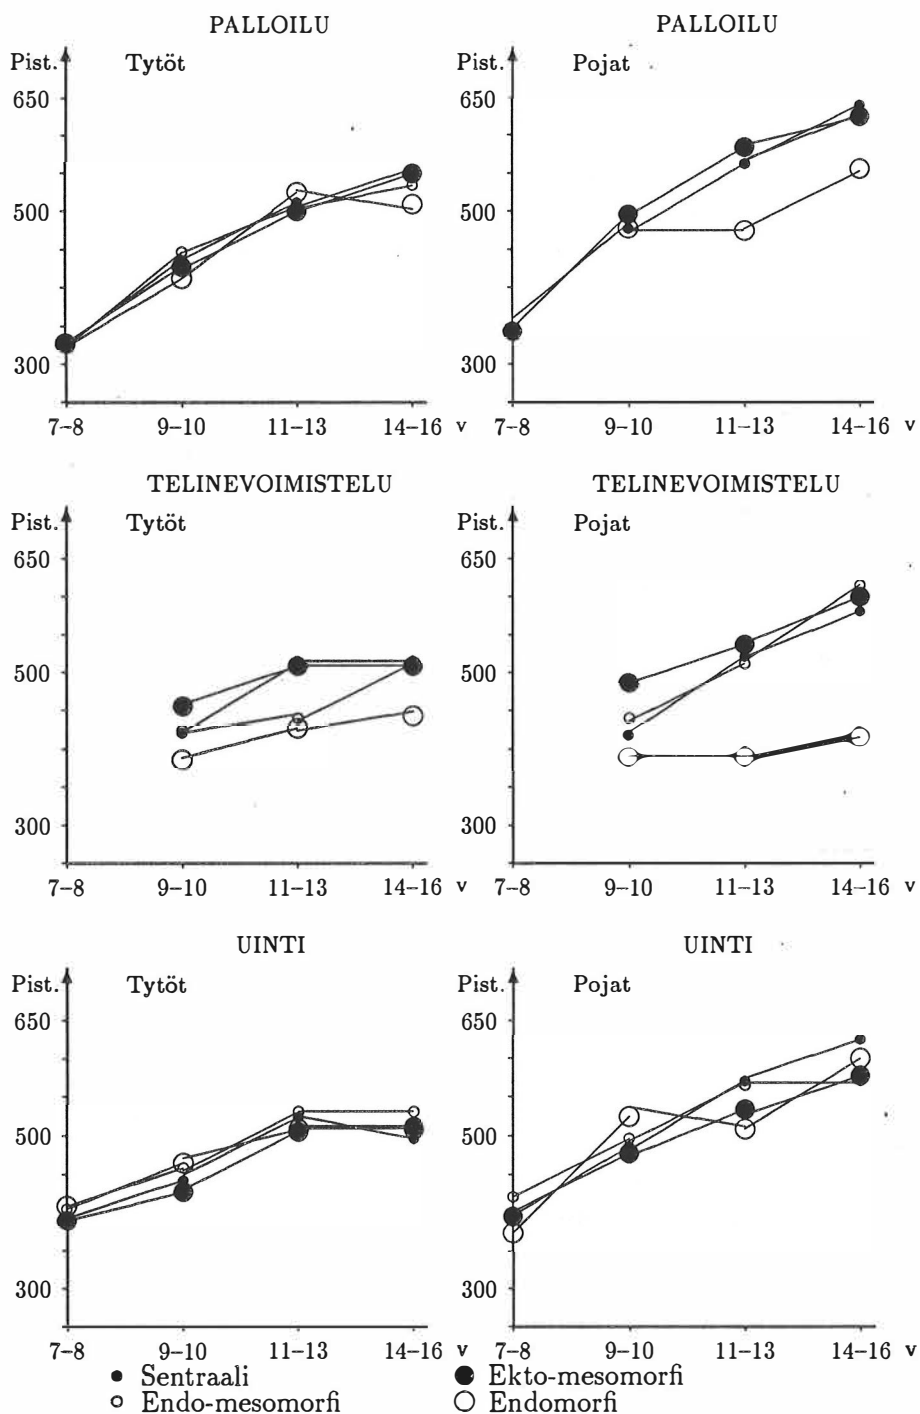 PALLOILU PALLOILU
Pist. Tytöt Pist. Pojat
650 650
500 500
300 300
7–8 9–10 11–13 14–16 v 7–8 9–10 11–13 14–16 v
TELINEVOIMISTELU TELINEVOIMISTELU
Pist. Tytöt Pist. Pojat
650 650
500 500
300 300
7–8 9–10 11–13 14–16 v 7–8 9–10 11–13 14–16 v
UINTI UINTI
Pist. Tytöt Pist. Pojat
650 650
500 500
300 300
7–8 9–10 11–13 14–16 v 7–8 9–10 11–13 14–16 v
Sentraali Ekto-mesomorfi
Endo-mesomorfi Endomorfi